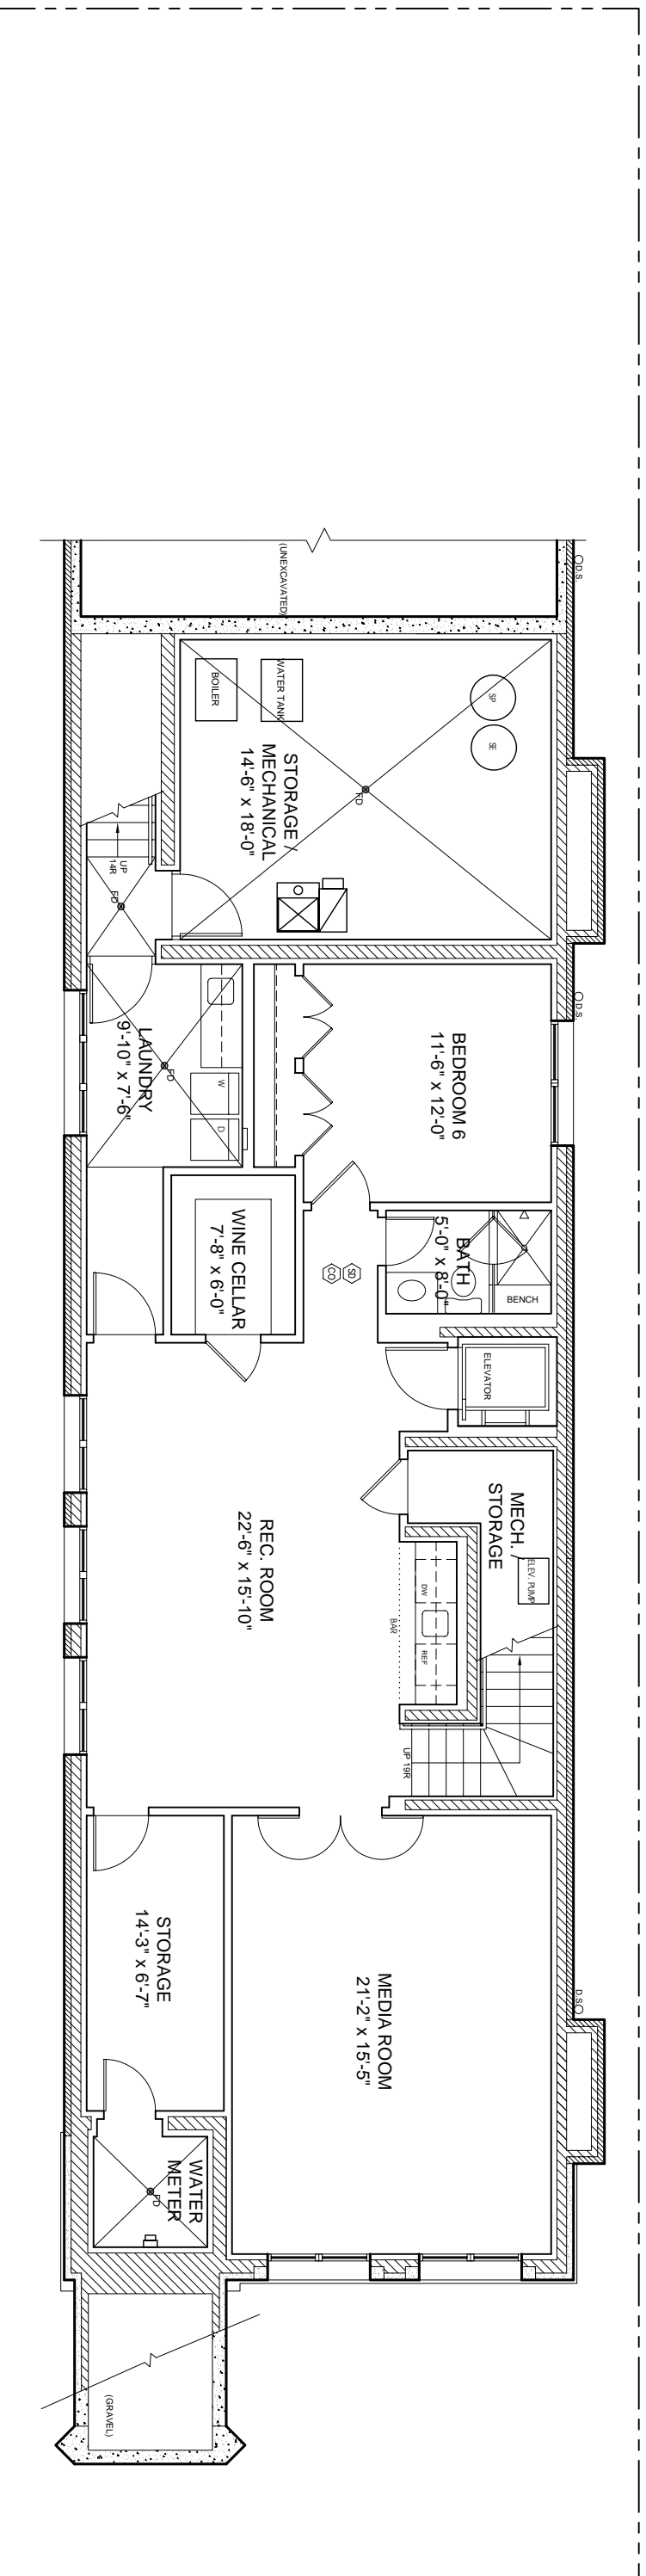 (UNEXCAVATED)
D.S.
BOILER
WATER TANK
SP
SE
STORAGE /
MECHANICAL
14'-6" x 18'-0"
FD
UP
14R
FD
D.S.
LAUNDRY
9'-10" x 7'-6"
FD
W
D
BEDROOM 6
11'-6" x 12'-0"
WINE CELLAR
7'-8" x 6'-0"
SD
CO
BATH
5'-0" x 8'-0"
BENCH
ELEVATOR
MECH. /
STORAGE
ELEV. PUMP
REC. ROOM
22'-6" x 15'-10"
DW
BAR
REF
UP 19R
STORAGE
14'-3" x 6'-7"
MEDIA ROOM
21'-2" x 15'-5"
D.S.
WATER
METER
FD
(GRAVEL)